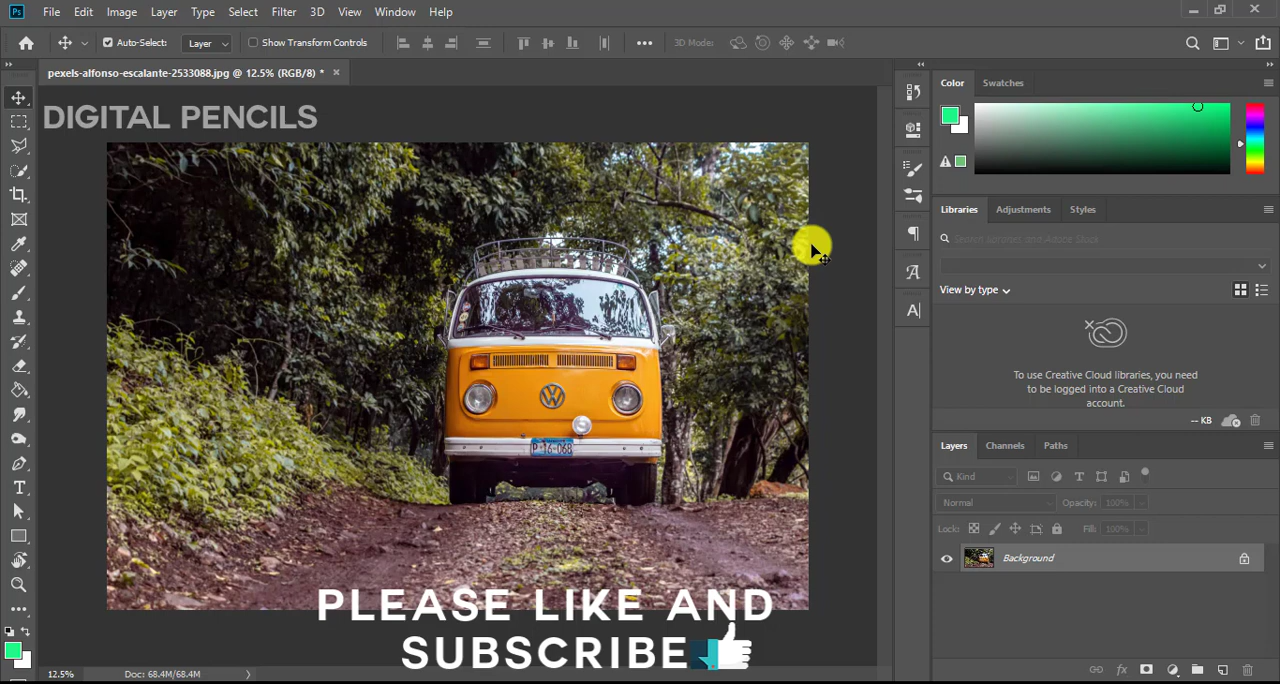 Ps File Edit Image Layer Type Select Filter 3D View Window Help
Auto-Select: Layer Show Transform Controls 3D Mode:
pexels-alfonso-escalante-2533088.jpg @ 12.5% (RGB/8) *
Color Swatches
DIGITAL PENCILS
Libraries Adjustments Styles
View by type
To use Creative Cloud libraries, you need
to be logged into a Creative Cloud
account.
-- KB
P 16-068
Layers Channels Paths
Kind
Normal Opacity: 100%
Lock: Fill: 100%
Background
PLEASE LIKE AND
SUBSCRIBE
12.5% Doc: 68.4M/68.4M